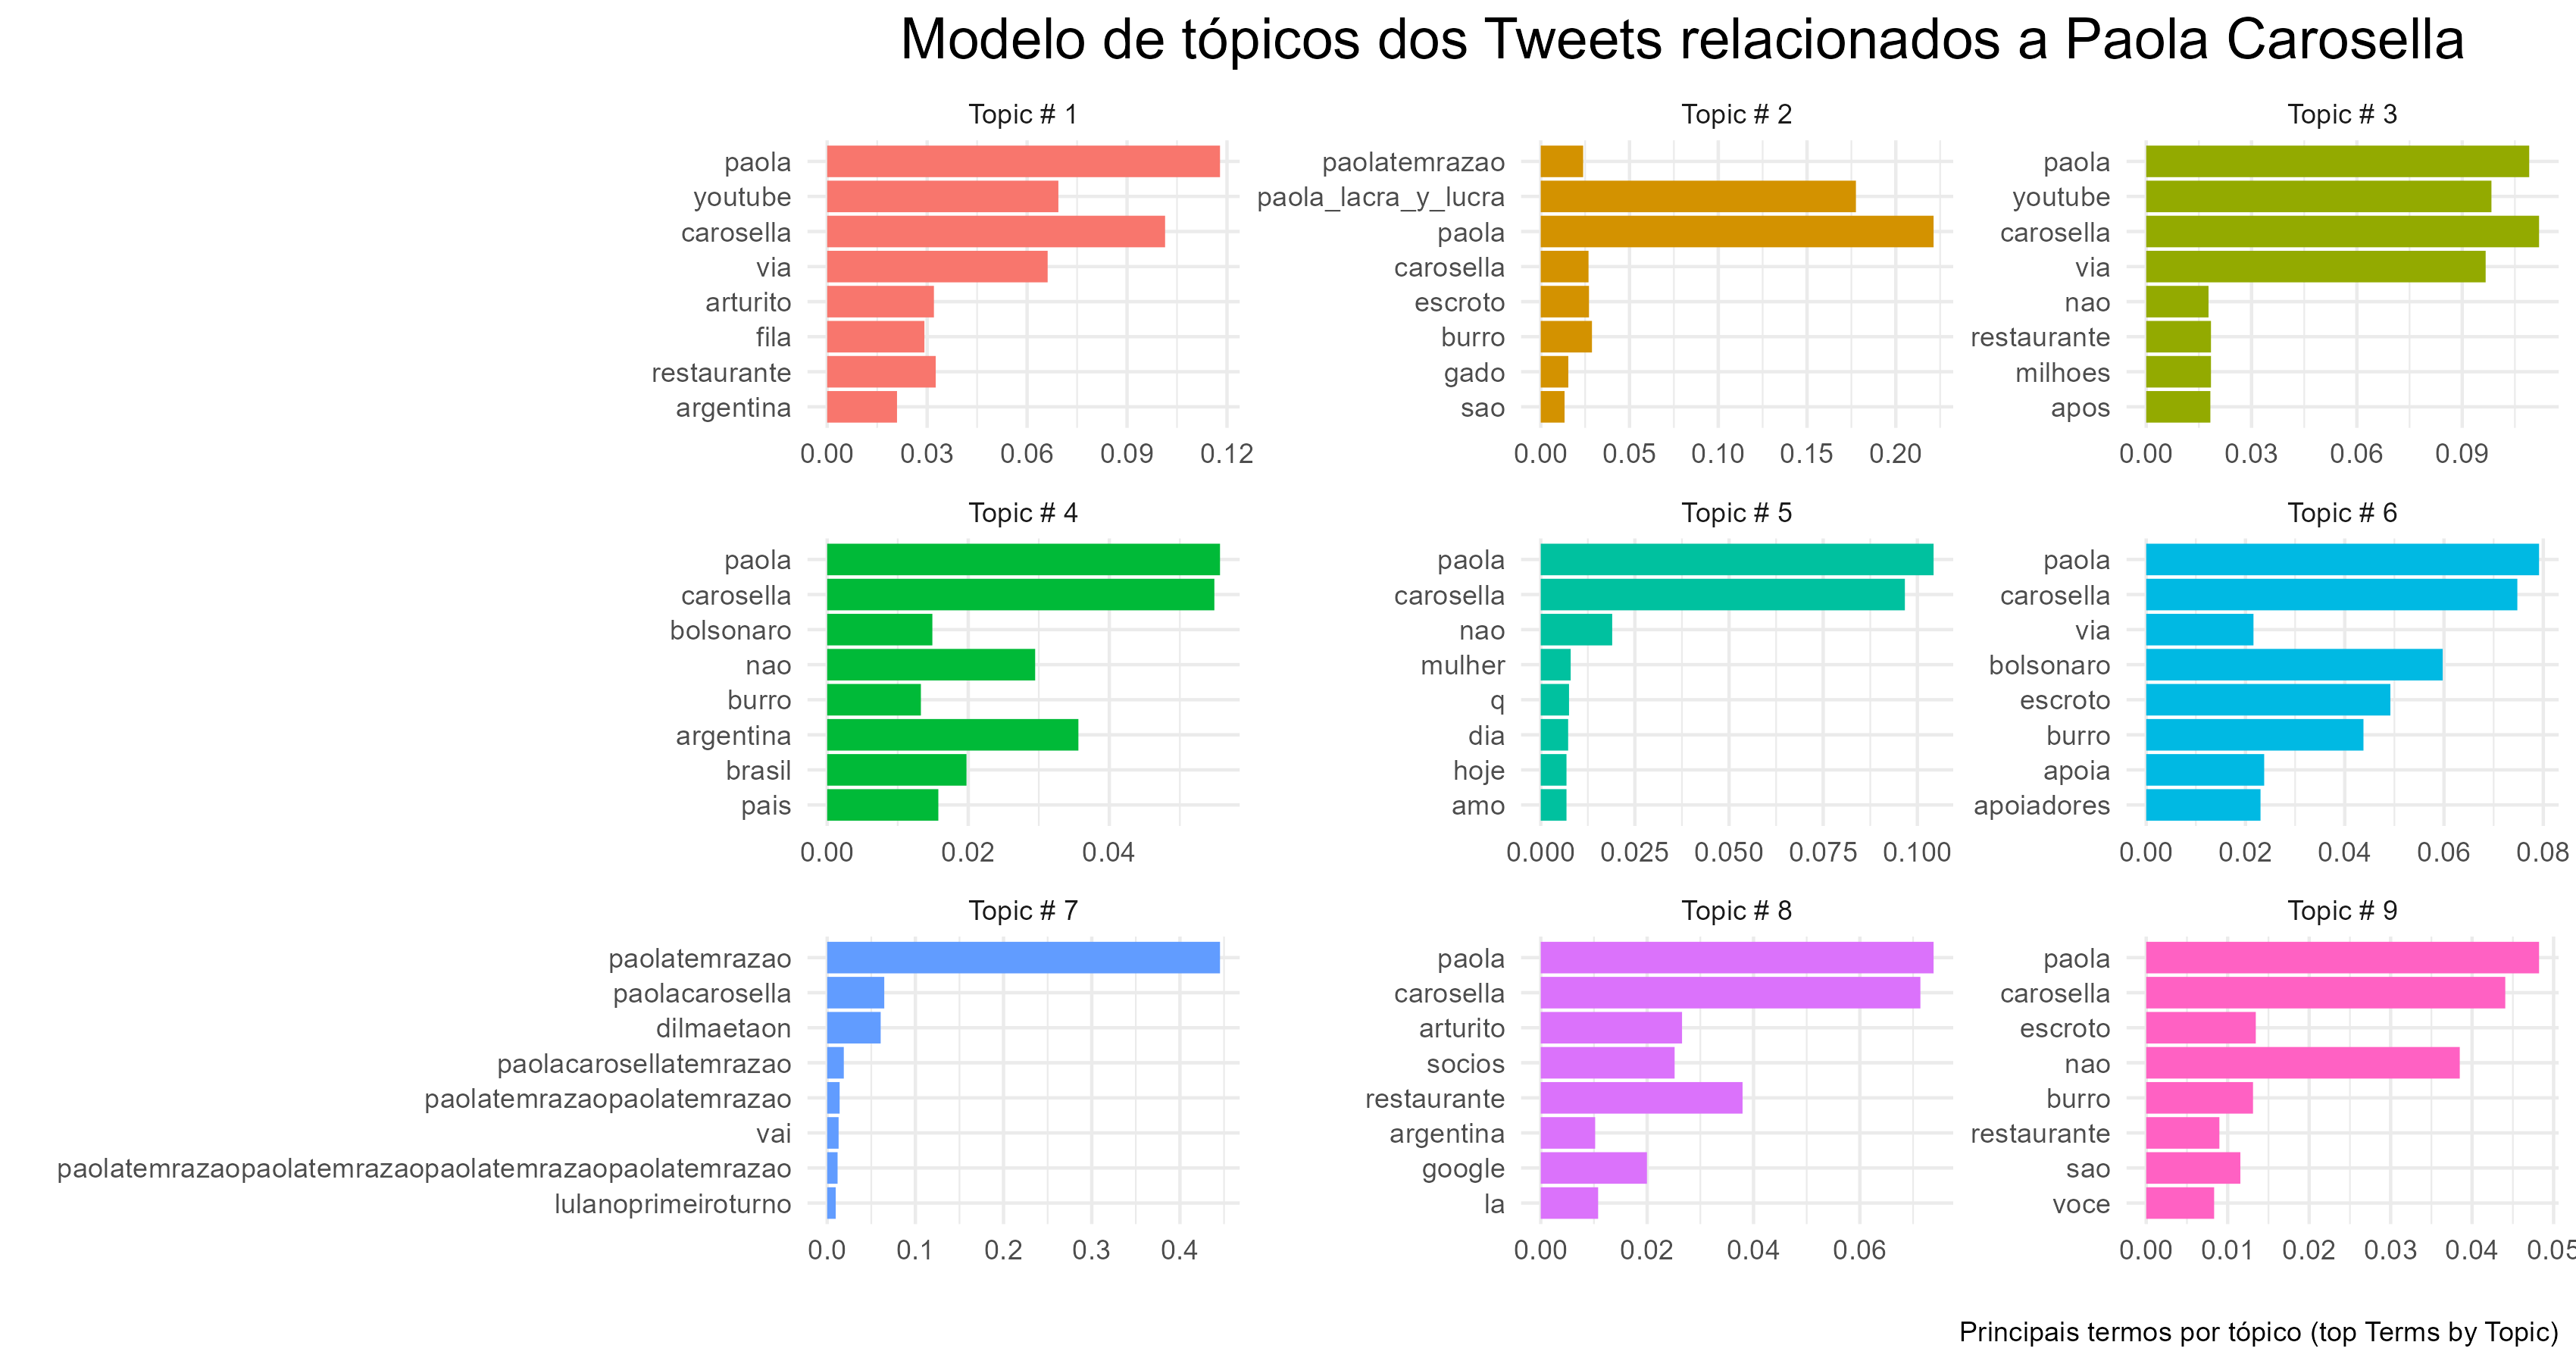 Modelo de tópicos dos Tweets relacionados a Paola Carosella
Topic # 1
paola
youtube
carosella
via
arturito
fila
restaurante
argentina
0.00 0.03 0.06 0.09 0.12
Topic # 2
paolatemrazao
paola_lacra_y_lucra
paola
carosella
escroto
burro
gado
sao
0.00 0.05 0.10 0.15 0.20
Topic # 3
paola
youtube
carosella
via
nao
restaurante
milhoes
apos
0.00 0.03 0.06 0.09
Topic # 4
paola
carosella
bolsonaro
nao
burro
argentina
brasil
pais
0.00 0.02 0.04
Topic # 5
paola
carosella
nao
mulher
q
dia
hoje
amo
0.000 0.025 0.050 0.075 0.100
Topic # 6
paola
carosella
via
bolsonaro
escroto
burro
apoia
apoiadores
0.00 0.02 0.04 0.06 0.08
Topic # 7
paolatemrazao
paolacarosella
dilmaetaon
paolacarosellatemrazao
paolatemrazaopaolatemrazao
vai
paolatemrazaopaolatemrazaopaolatemrazaopaolatemrazao
lulanoprimeiroturno
0.0 0.1 0.2 0.3 0.4
Topic # 8
paola
carosella
arturito
socios
restaurante
argentina
google
la
0.00 0.02 0.04 0.06
Topic # 9
paola
carosella
escroto
nao
burro
restaurante
sao
voce
0.00 0.01 0.02 0.03 0.04 0.05
Principais termos por tópico (top Terms by Topic)